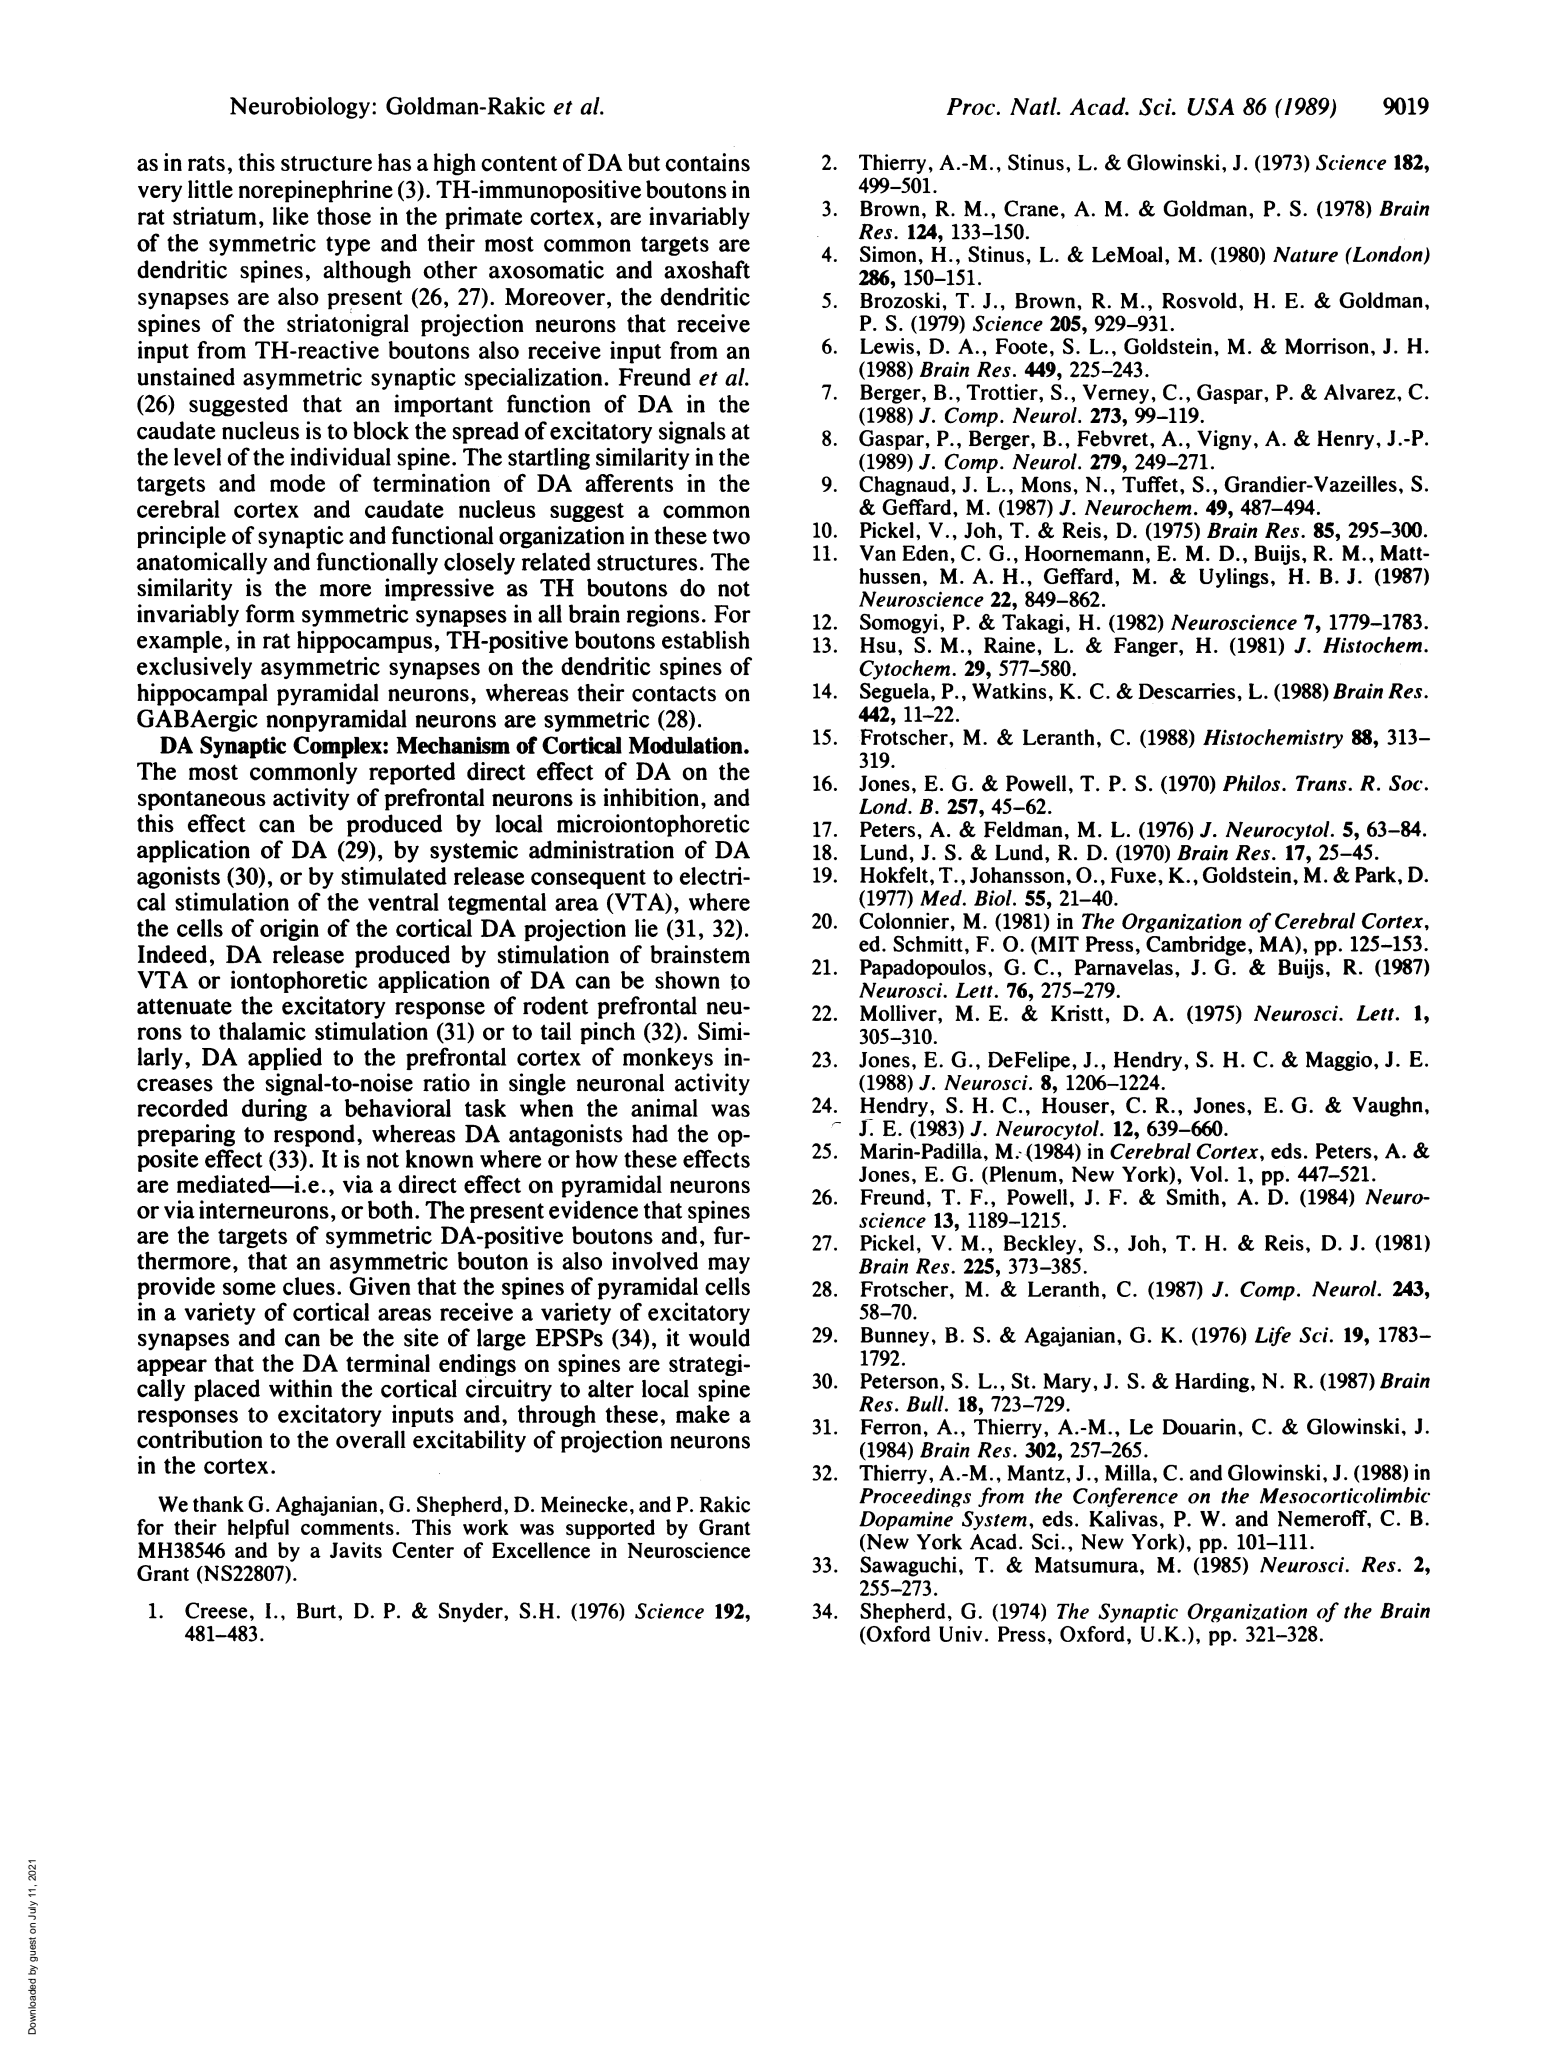 Neurobiology: Goldman-Rakic et al.
Proc. Natl. Acad. Sci. USA 86 (1989) 9019
as in rats, this structure has a high content of DA but contains
very little norepinephrine (3). TH-immunopositive boutons in
rat striatum, like those in the primate cortex, are invariably
of the symmetric type and their most common targets are
dendritic spines, although other axosomatic and axoshaft
synapses are also present (26, 27). Moreover, the dendritic
spines of the striatonigral projection neurons that receive
input from TH-reactive boutons also receive input from an
unstained asymmetric synaptic specialization. Freund et al.
(26) suggested that an important function of DA in the
caudate nucleus is to block the spread of excitatory signals at
the level of the individual spine. The startling similarity in the
targets and mode of termination of DA afferents in the
cerebral cortex and caudate nucleus suggest a common
principle of synaptic and functional organization in these two
anatomically and functionally closely related structures. The
similarity is the more impressive as TH boutons do not
invariably form symmetric synapses in all brain regions. For
example, in rat hippocampus, TH-positive boutons establish
exclusively asymmetric synapses on the dendritic spines of
hippocampal pyramidal neurons, whereas their contacts on
GABAergic nonpyramidal neurons are symmetric (28).
DA Synaptic Complex: Mechanism of Cortical Modulation.
The most commonly reported direct effect of DA on the
spontaneous activity of prefrontal neurons is inhibition, and
this effect can be produced by local microiontophoretic
application of DA (29), by systemic administration of DA
agonists (30), or by stimulated release consequent to electri-
cal stimulation of the ventral tegmental area (VTA), where
the cells of origin of the cortical DA projection lie (31, 32).
Indeed, DA release produced by stimulation of brainstem
VTA or iontophoretic application of DA can be shown to
attenuate the excitatory response of rodent prefrontal neu-
rons to thalamic stimulation (31) or to tail pinch (32). Simi-
larly, DA applied to the prefrontal cortex of monkeys in-
creases the signal-to-noise ratio in single neuronal activity
recorded during a behavioral task when the animal was
preparing to respond, whereas DA antagonists had the op-
posite effect (33). It is not known where or how these effects
are mediated—i.e., via a direct effect on pyramidal neurons
or via interneurons, or both. The present evidence that spines
are the targets of symmetric DA-positive boutons and, fur-
thermore, that an asymmetric bouton is also involved may
provide some clues. Given that the spines of pyramidal cells
in a variety of cortical areas receive a variety of excitatory
synapses and can be the site of large EPSPs (34), it would
appear that the DA terminal endings on spines are strategi-
cally placed within the cortical circuitry to alter local spine
responses to excitatory inputs and, through these, make a
contribution to the overall excitability of projection neurons
in the cortex.
We thank G. Aghajanian, G. Shepherd, D. Meinecke, and P. Rakic
for their helpful comments. This work was supported by Grant
MH38546 and by a Javits Center of Excellence in Neuroscience
Grant (NS22807).
1. Creese, I., Burt, D. P. & Snyder, S.H. (1976) Science 192,
481–483.
2. Thierry, A.-M., Stinus, L. & Glowinski, J. (1973) Science 182,
499–501.
3. Brown, R. M., Crane, A. M. & Goldman, P. S. (1978) Brain
Res. 124, 133–150.
4. Simon, H., Stinus, L. & LeMoal, M. (1980) Nature (London)
286, 150–151.
5. Brozoski, T. J., Brown, R. M., Rosvold, H. E. & Goldman,
P. S. (1979) Science 205, 929–931.
6. Lewis, D. A., Foote, S. L., Goldstein, M. & Morrison, J. H.
(1988) Brain Res. 449, 225–243.
7. Berger, B., Trottier, S., Verney, C., Gaspar, P. & Alvarez, C.
(1988) J. Comp. Neurol. 273, 99–119.
8. Gaspar, P., Berger, B., Febvret, A., Vigny, A. & Henry, J.-P.
(1989) J. Comp. Neurol. 279, 249–271.
9. Chagnaud, J. L., Mons, N., Tuffet, S., Grandier-Vazeilles, S.
& Geffard, M. (1987) J. Neurochem. 49, 487–494.
10. Pickel, V., Joh, T. & Reis, D. (1975) Brain Res. 85, 295–300.
11. Van Eden, C. G., Hoornemann, E. M. D., Buijs, R. M., Matt-
hussen, M. A. H., Geffard, M. & Uylings, H. B. J. (1987)
Neuroscience 22, 849–862.
12. Somogyi, P. & Takagi, H. (1982) Neuroscience 7, 1779–1783.
13. Hsu, S. M., Raine, L. & Fanger, H. (1981) J. Histochem.
Cytochem. 29, 577–580.
14. Seguela, P., Watkins, K. C. & Descarries, L. (1988) Brain Res.
442, 11–22.
15. Frotscher, M. & Leranth, C. (1988) Histochemistry 88, 313–
319.
16. Jones, E. G. & Powell, T. P. S. (1970) Philos. Trans. R. Soc.
Lond. B. 257, 45–62.
17. Peters, A. & Feldman, M. L. (1976) J. Neurocytol. 5, 63–84.
18. Lund, J. S. & Lund, R. D. (1970) Brain Res. 17, 25–45.
19. Hokfelt, T., Johansson, O., Fuxe, K., Goldstein, M. & Park, D.
(1977) Med. Biol. 55, 21–40.
20. Colonnier, M. (1981) in The Organization of Cerebral Cortex,
ed. Schmitt, F. O. (MIT Press, Cambridge, MA), pp. 125–153.
21. Papadopoulos, G. C., Parnavelas, J. G. & Buijs, R. (1987)
Neurosci. Lett. 76, 275–279.
22. Molliver, M. E. & Kristt, D. A. (1975) Neurosci. Lett. 1,
305–310.
23. Jones, E. G., DeFelipe, J., Hendry, S. H. C. & Maggio, J. E.
(1988) J. Neurosci. 8, 1206–1224.
24. Hendry, S. H. C., Houser, C. R., Jones, E. G. & Vaughn,
J. E. (1983) J. Neurocytol. 12, 639–660.
25. Marin-Padilla, M. (1984) in Cerebral Cortex, eds. Peters, A. &
Jones, E. G. (Plenum, New York), Vol. 1, pp. 447–521.
26. Freund, T. F., Powell, J. F. & Smith, A. D. (1984) Neuro-
science 13, 1189–1215.
27. Pickel, V. M., Beckley, S., Joh, T. H. & Reis, D. J. (1981)
Brain Res. 225, 373–385.
28. Frotscher, M. & Leranth, C. (1987) J. Comp. Neurol. 243,
58–70.
29. Bunney, B. S. & Agajanian, G. K. (1976) Life Sci. 19, 1783–
1792.
30. Peterson, S. L., St. Mary, J. S. & Harding, N. R. (1987) Brain
Res. Bull. 18, 723–729.
31. Ferron, A., Thierry, A.-M., Le Douarin, C. & Glowinski, J.
(1984) Brain Res. 302, 257–265.
32. Thierry, A.-M., Mantz, J., Milla, C. and Glowinski, J. (1988) in
Proceedings from the Conference on the Mesocorticolimbic
Dopamine System, eds. Kalivas, P. W. and Nemeroff, C. B.
(New York Acad. Sci., New York), pp. 101–111.
33. Sawaguchi, T. & Matsumura, M. (1985) Neurosci. Res. 2,
255–273.
34. Shepherd, G. (1974) The Synaptic Organization of the Brain
(Oxford Univ. Press, Oxford, U.K.), pp. 321–328.
Downloaded by guest on July 11, 2021